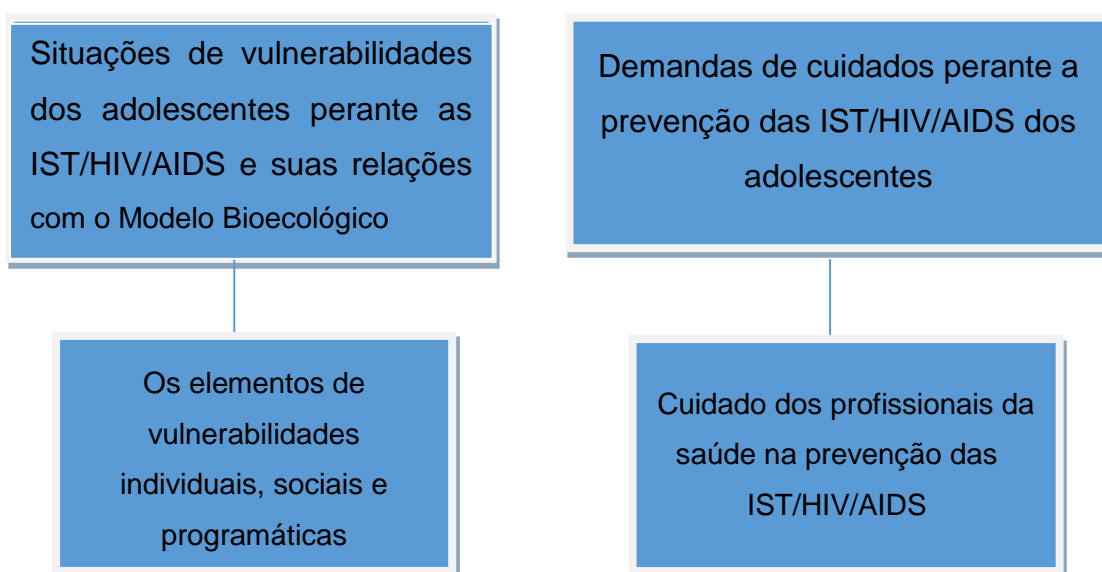 Situações de vulnerabilidades
dos adolescentes perante as
IST/HIV/AIDS e suas relações
com o Modelo Bioecológico
Demandas de cuidados perante a
prevenção das IST/HIV/AIDS dos
adolescentes
Os elementos de
vulnerabilidades
individuais, sociais e
programáticas
Cuidado dos profissionais da
saúde na prevenção das
IST/HIV/AIDS